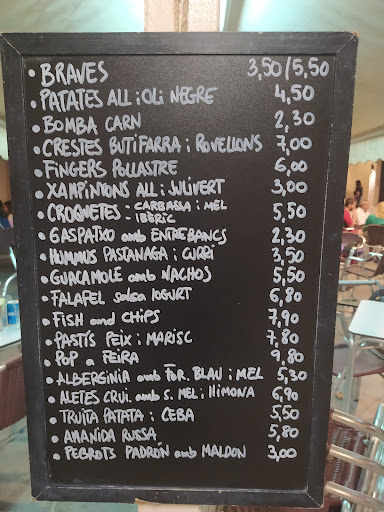 • BRAVES 3,50/5,50
• PATATES ALL i OLI NEGRE 4,50
• BOMBA CARN 2,30
• CRESTES BUTIFARRA i ROVELLONS 7,00
• FINGERS POLLASTRE 6,00
• XAMPINYONS ALL i JULIVERT 3,00
• CROQUETES - CARBASSA i MEL
- IBÈRIC 5,50
• GASPATXO amb ENTREBANCS 2,30
• HUMMUS PASTANAGA i CURRI 3,50
• GUACAMOLE amb NACHOS 5,50
• FALAFEL salsa IOGURT 6,80
• FISH and CHIPS 7,90
• PASTÍS PEIX i MARISC 7,80
• POP a FEIRA 9,80
• ALBERGINIA amb FOR. BLAU i MEL 5,30
• ALETES CRUI. amb S. MEL i LLIMONA 6,90
• TRUITA PATATA i CEBA 5,50
• AMANIDA RUSSA 5,80
• PEBROTS PADRÓN amb MALDON 3,00